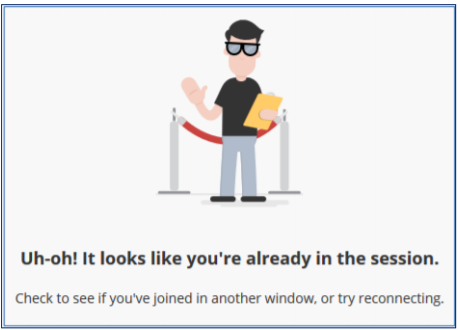 Uh-oh! It looks like you're already in the session.
Check to see if you've joined in another window, or try reconnecting.